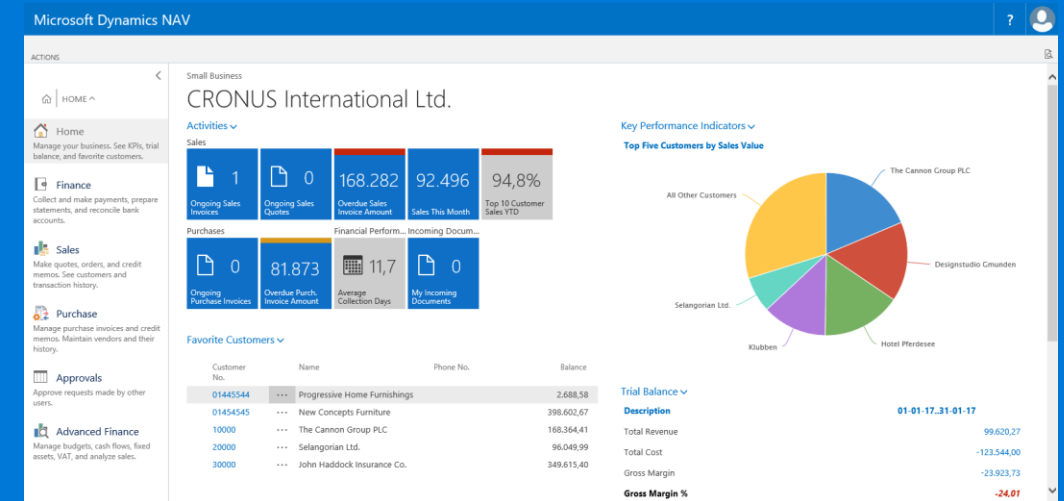 Microsoft Dynamics NAV
?
ACTIONS
HOME
Home
Manage your business. See KPIs, trial
balance, and favorite customers.
Finance
Collect and make payments, prepare
statements, and reconcile bank
accounts.
Sales
Make quotes, orders, and credit
memos. See customers and
transaction history.
Purchase
Manage purchase invoices and credit
memos. Maintain vendors and their
history.
Approvals
Approve requests made by other
users.
Advanced Finance
Manage budgets, cash flows, fixed
assets, VAT, and analyze sales.
Small Business
CRONUS International Ltd.
Activities
Sales
1
Ongoing Sales
Invoices
0
Ongoing Sales
Quotes
168.282
Overdue Sales
Invoice Amount
92.496
Sales This Month
94,8%
Top 10 Customer
Sales YTD
Purchases
Financial Perform... Incoming Docum...
0
Ongoing
Purchase Invoices
81.873
Overdue Purch.
Invoice Amount
11,7
Average
Collection Days
0
My Incoming
Documents
Favorite Customers
Customer No. Name Phone No. Balance
01445544 ··· Progressive Home Furnishings 2.688,58
01454545 ··· New Concepts Furniture 398.602,67
10000 ··· The Cannon Group PLC 168.364,41
20000 ··· Selangorian Ltd. 96.049,99
30000 ··· John Haddock Insurance Co. 349.615,40
Key Performance Indicators
Top Five Customers by Sales Value
The Cannon Group PLC
All Other Customers
Designstudio Gmunden
Selangorian Ltd.
Klubben
Hotel Pferdesee
Trial Balance
Description 01-01-17..31-01-17
Total Revenue 99.620,27
Total Cost -123.544,00
Gross Margin -23.923,73
Gross Margin % -24,01